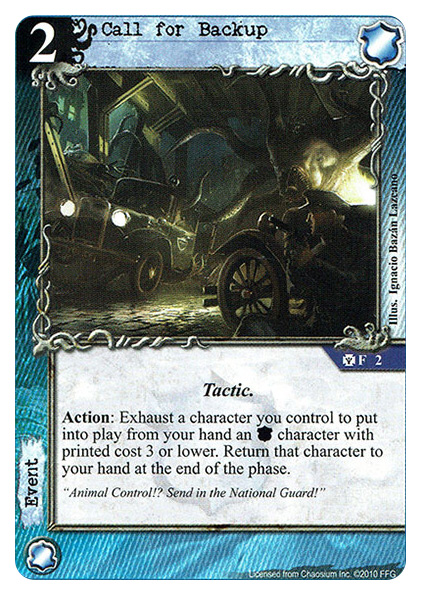 2
Call for Backup
Illus. Ignacio Bazán Lazcano
F 2
Tactic.
Action: Exhaust a character you control to put
into play from your hand an character with
printed cost 3 or lower. Return that character to
your hand at the end of the phase.
“Animal Control!? Send in the National Guard!”
Event
Licensed from Chaosium Inc. ©2010 FFG